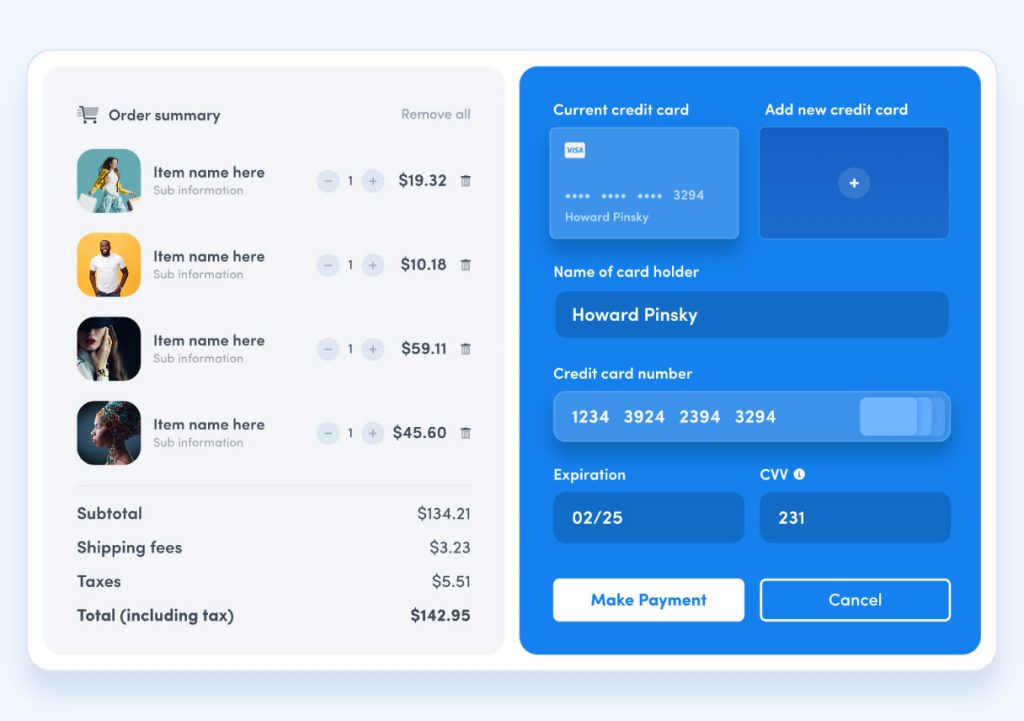 Order summary
Remove all
Item name here
Sub information
− 1 + $19.32
Item name here
Sub information
− 1 + $10.18
Item name here
Sub information
− 1 + $59.11
Item name here
Sub information
− 1 + $45.60
Subtotal $134.21
Shipping fees $3.23
Taxes $5.51
Total (including tax) $142.95
Current credit card
VISA
•••• •••• •••• 3294
Howard Pinsky
Add new credit card
+
Name of card holder
Howard Pinsky
Credit card number
1234 3924 2394 3294
Expiration
02/25
CVV
231
Make Payment
Cancel